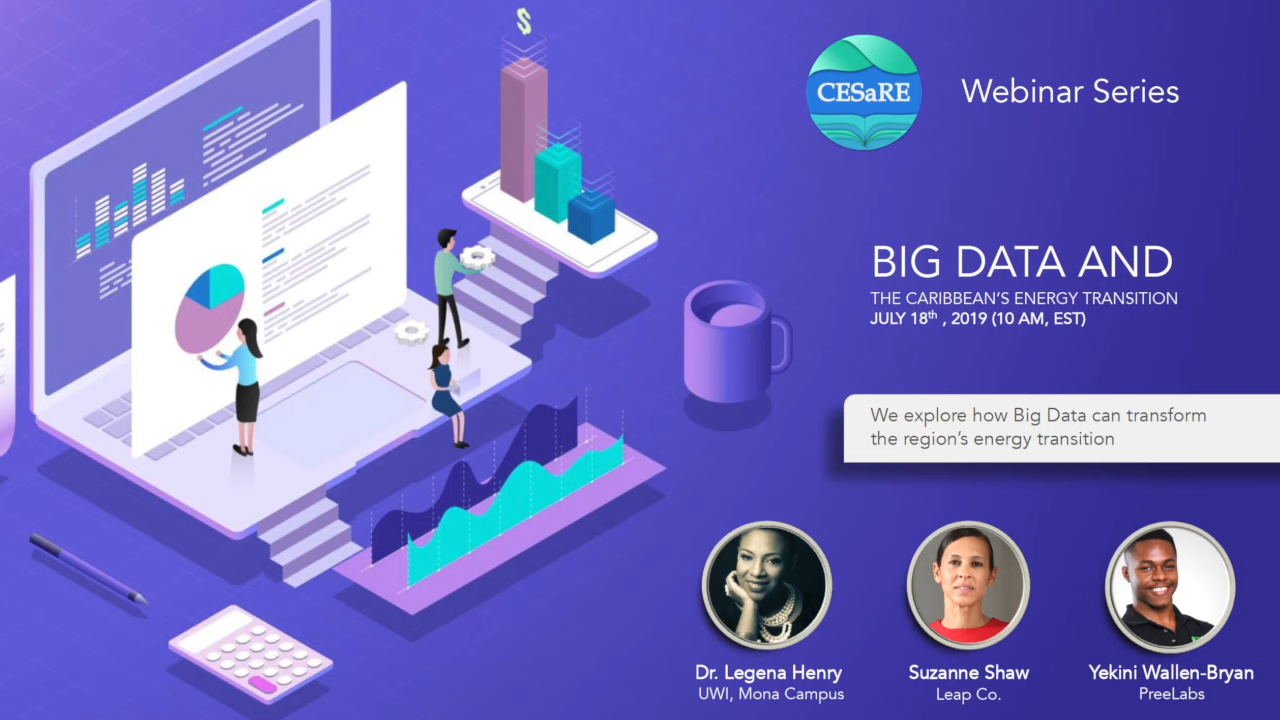 $
CESaRE
Webinar Series
BIG DATA AND
THE CARIBBEAN'S ENERGY TRANSITION
JULY 18th , 2019 (10 AM, EST)
We explore how Big Data can transform
the region's energy transition
Dr. Legena Henry
UWI, Mona Campus
Suzanne Shaw
Leap Co.
Yekini Wallen-Bryan
PreeLabs